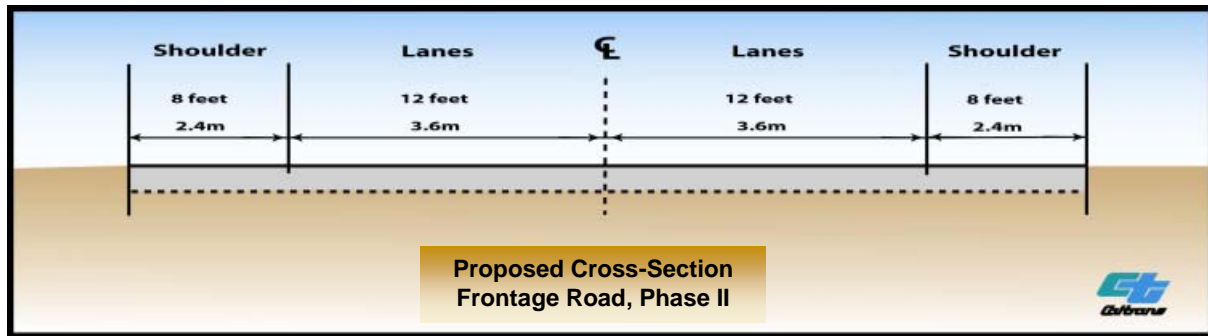 Shoulder Lanes ℄ Lanes Shoulder
8 feet 12 feet 12 feet 8 feet
2.4m 3.6m 3.6m 2.4m
Proposed Cross-Section
Frontage Road, Phase II
Caltrans